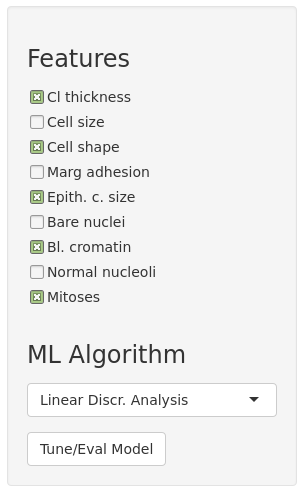 Features
Cl thickness
Cell size
Cell shape
Marg adhesion
Epith. c. size
Bare nuclei
Bl. cromatin
Normal nucleoli
Mitoses
ML Algorithm
Linear Discr. Analysis
Tune/Eval Model